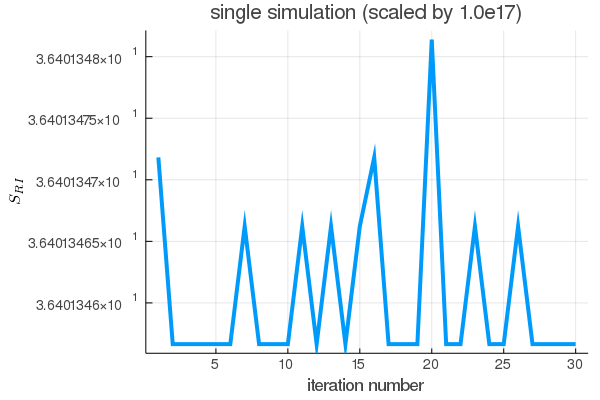 single simulation (scaled by 1.0e17)
3.6401348×10 1
3.64013475×10 1
3.6401347×10 1
3.64013465×10 1
3.6401346×10 1
S_RI
5 10 15 20 25 30
iteration number